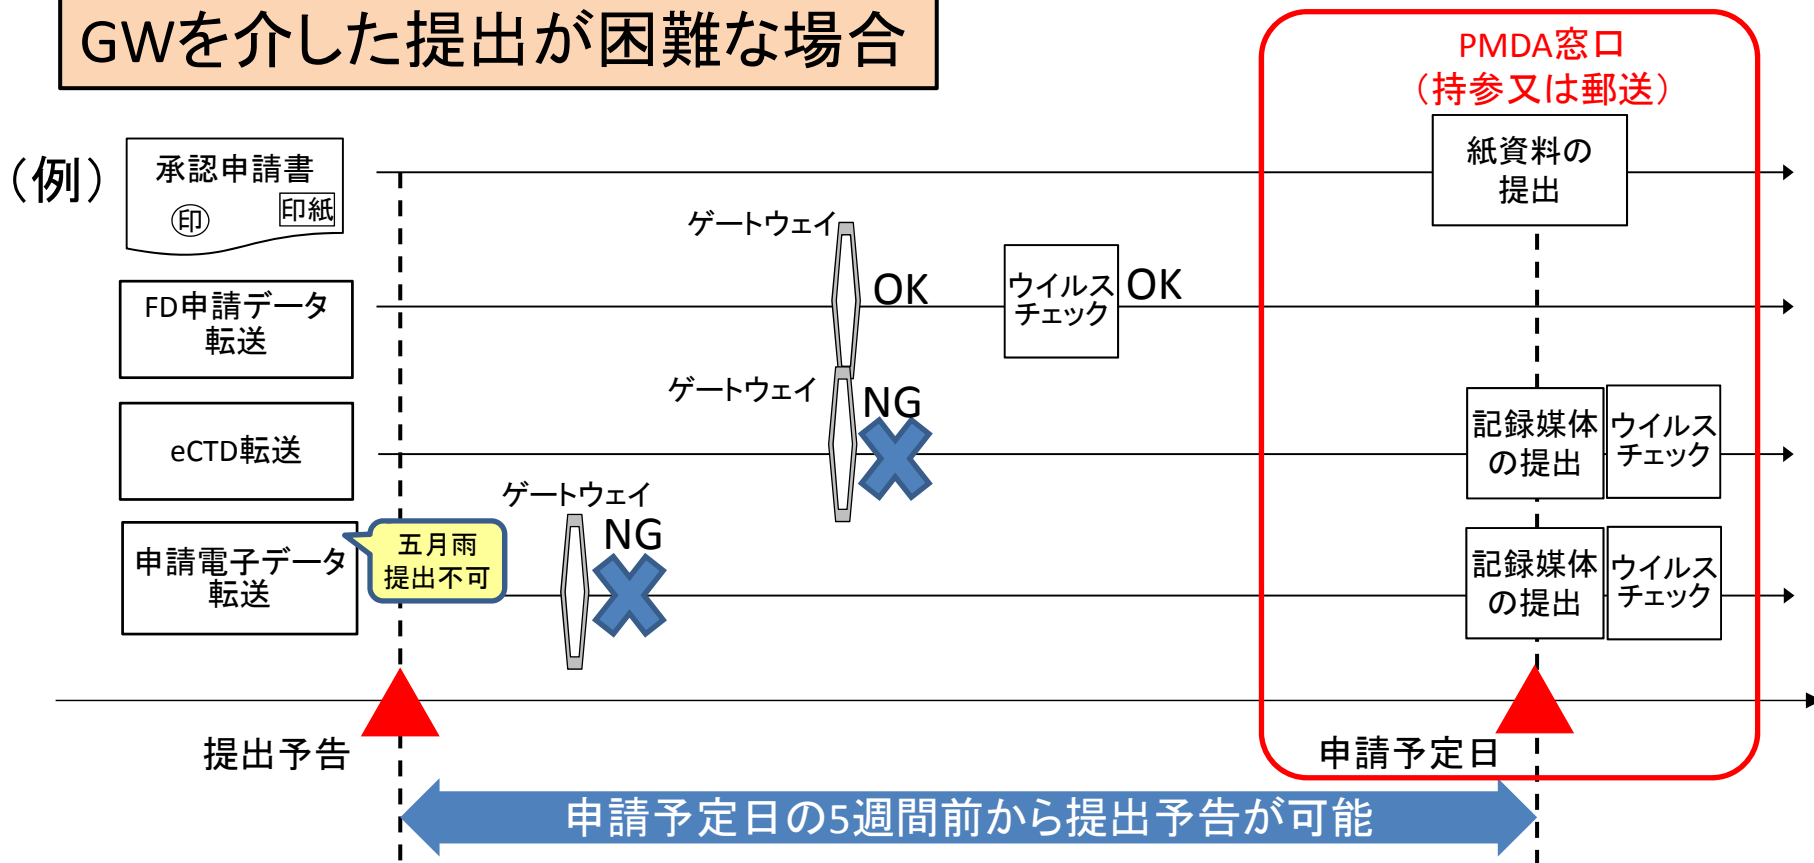 GWを介した提出が困難な場合
PMDA窓口
（持参又は郵送）
（例）
承認申請書
印
印紙
紙資料の
提出
ゲートウェイ
FD申請データ
転送
OK
ウイルス
チェック
OK
ゲートウェイ
NG
eCTD転送
記録媒体
の提出
ウイルス
チェック
ゲートウェイ
NG
申請電子データ
転送
五月雨
提出不可
記録媒体
の提出
ウイルス
チェック
提出予告
申請予定日
申請予定日の5週間前から提出予告が可能